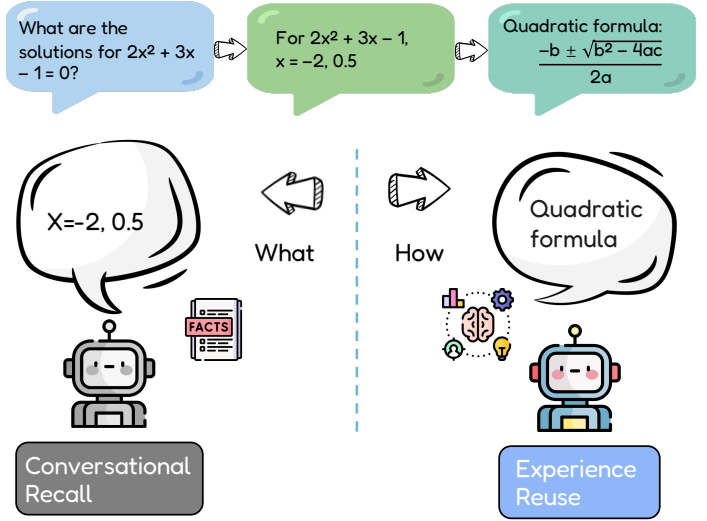 What are the
solutions for 2x² + 3x
– 1 = 0?
For 2x² + 3x – 1,
x = –2, 0.5
Quadratic formula:
–b ± √b² – 4ac
2a
X=-2, 0.5
What
How
Quadratic
formula
FACTS
Conversational
Recall
Experience
Reuse